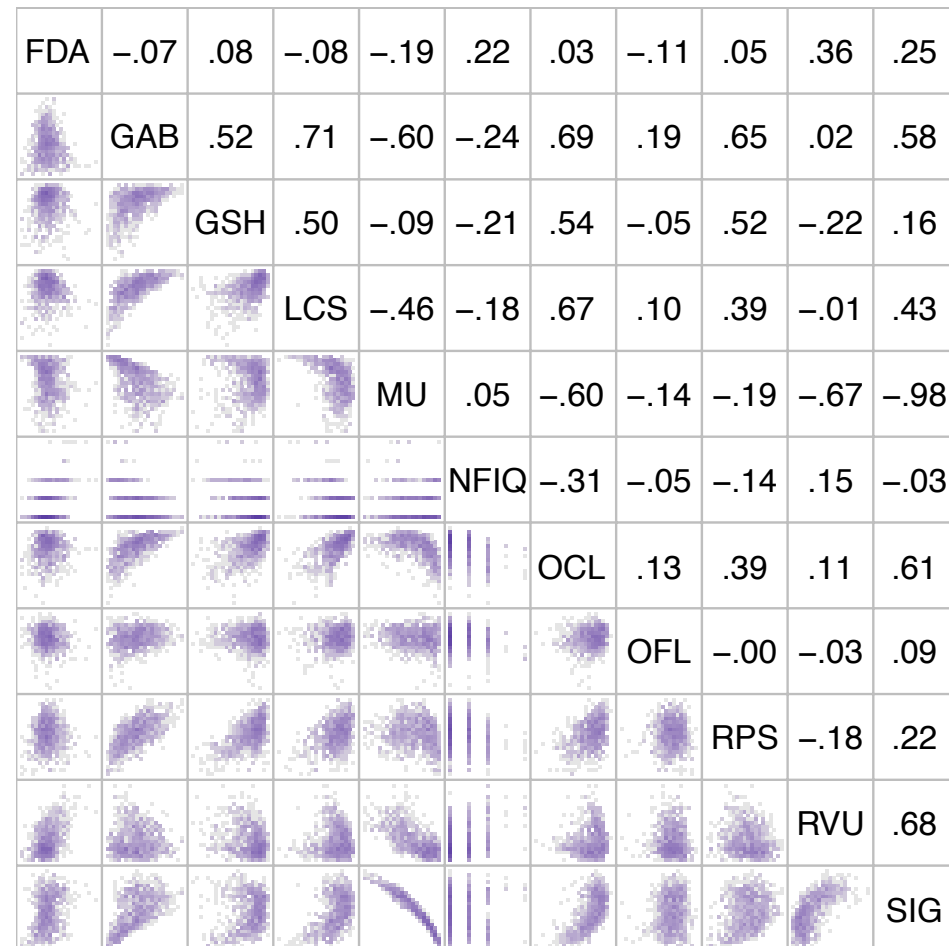 FDA −.07 .08 −.08 −.19 .22 .03 −.11 .05 .36 .25
GAB .52 .71 −.60 −.24 .69 .19 .65 .02 .58
GSH .50 −.09 −.21 .54 −.05 .52 −.22 .16
LCS −.46 −.18 .67 .10 .39 −.01 .43
MU .05 −.60 −.14 −.19 −.67 −.98
NFIQ −.31 −.05 −.14 .15 −.03
OCL .13 .39 .11 .61
OFL −.00 −.03 .09
RPS −.18 .22
RVU .68
SIG